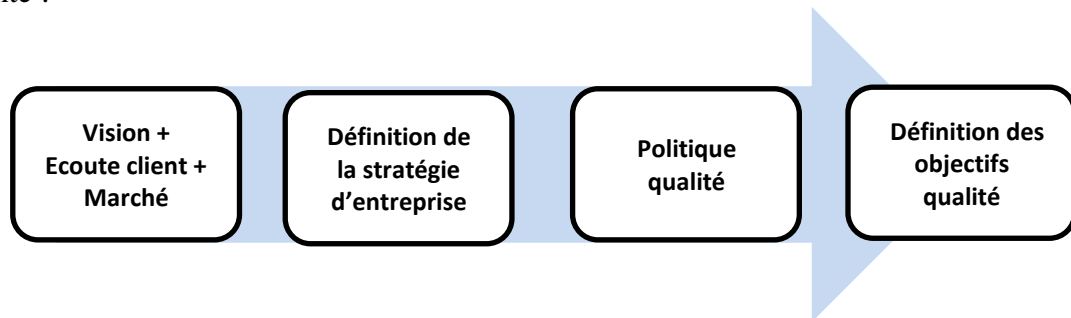 Vision +
Ecoute client +
Marché
Définition de
la stratégie
d'entreprise
Politique
qualité
Définition des
objectifs
qualité